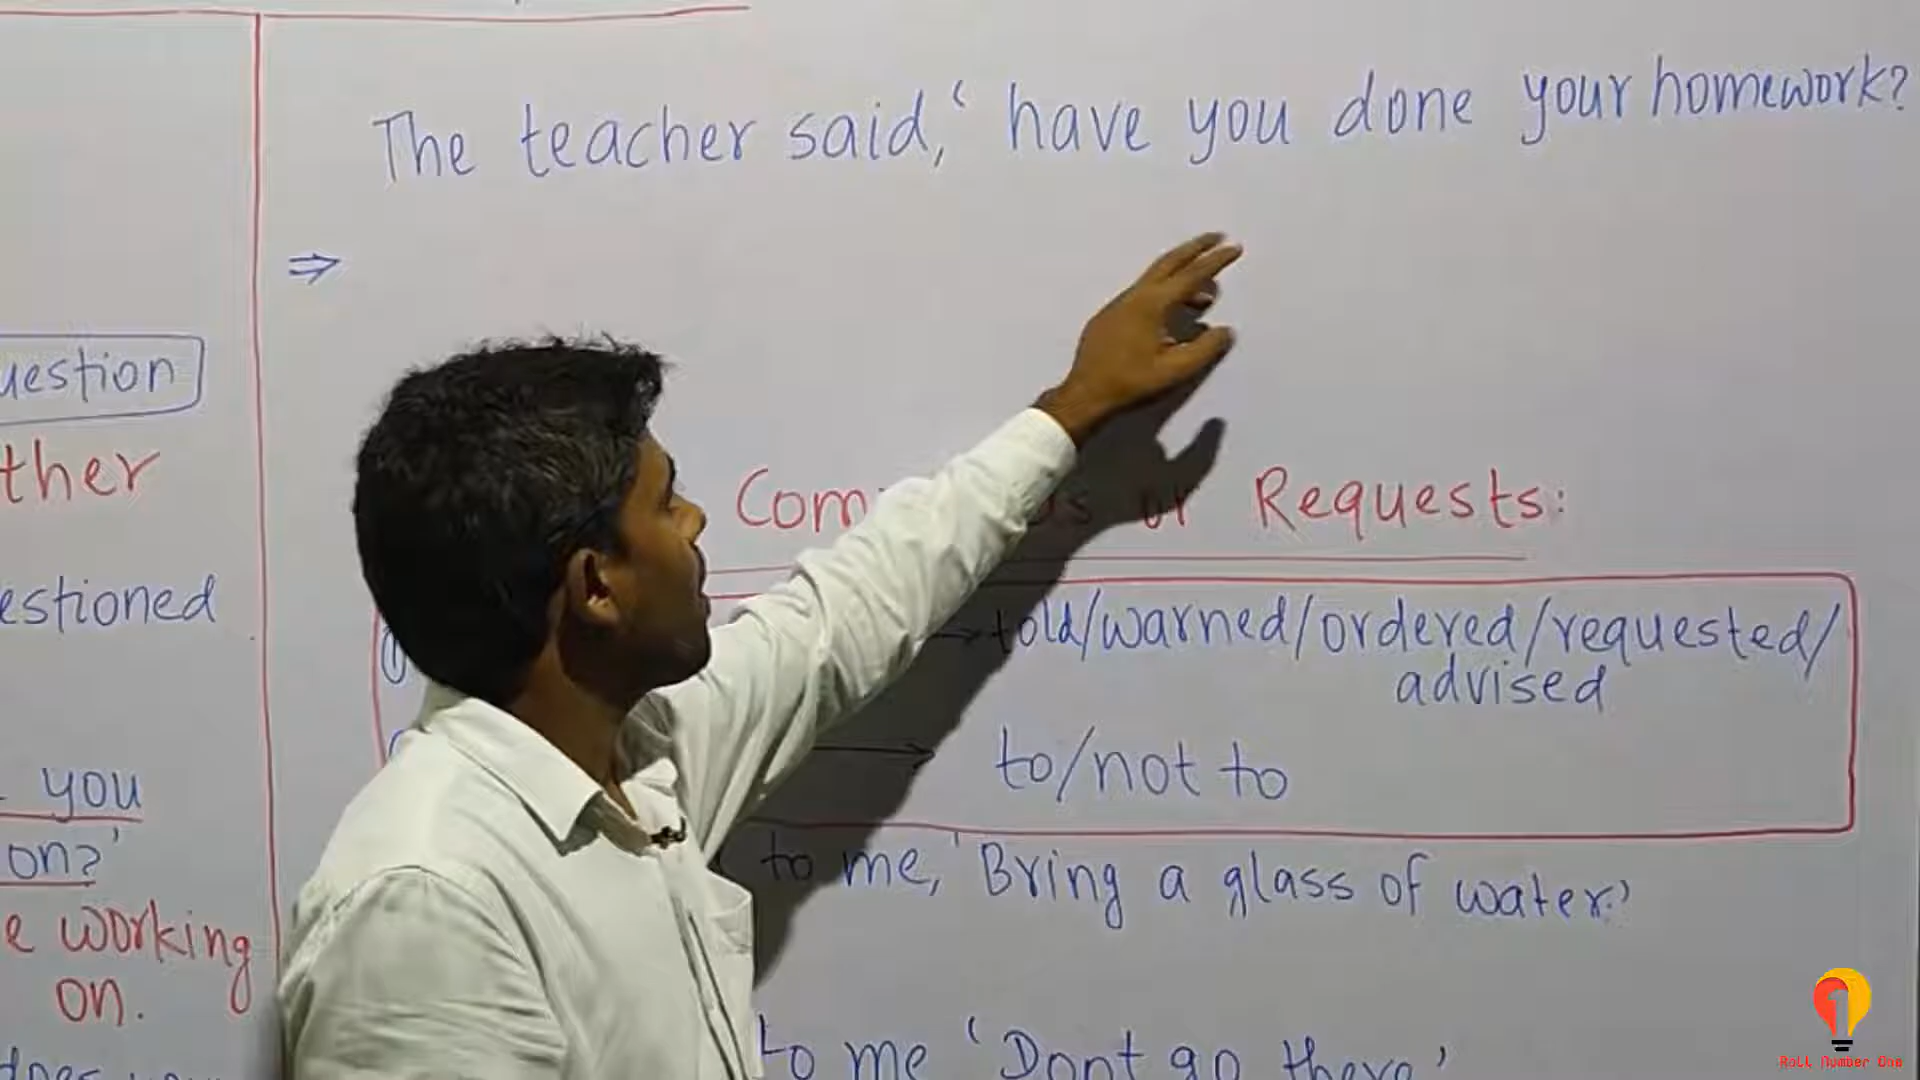 The teacher said, ‘have you done your homework?
⇒
uestion
ther
estioned
you
on?’
e working
on.
or Requests:
told/warned/ordered/requested/
advised
to/not to
to me, 'Bring a glass of water.’
to me ‘Dont go there’
Roll Number One